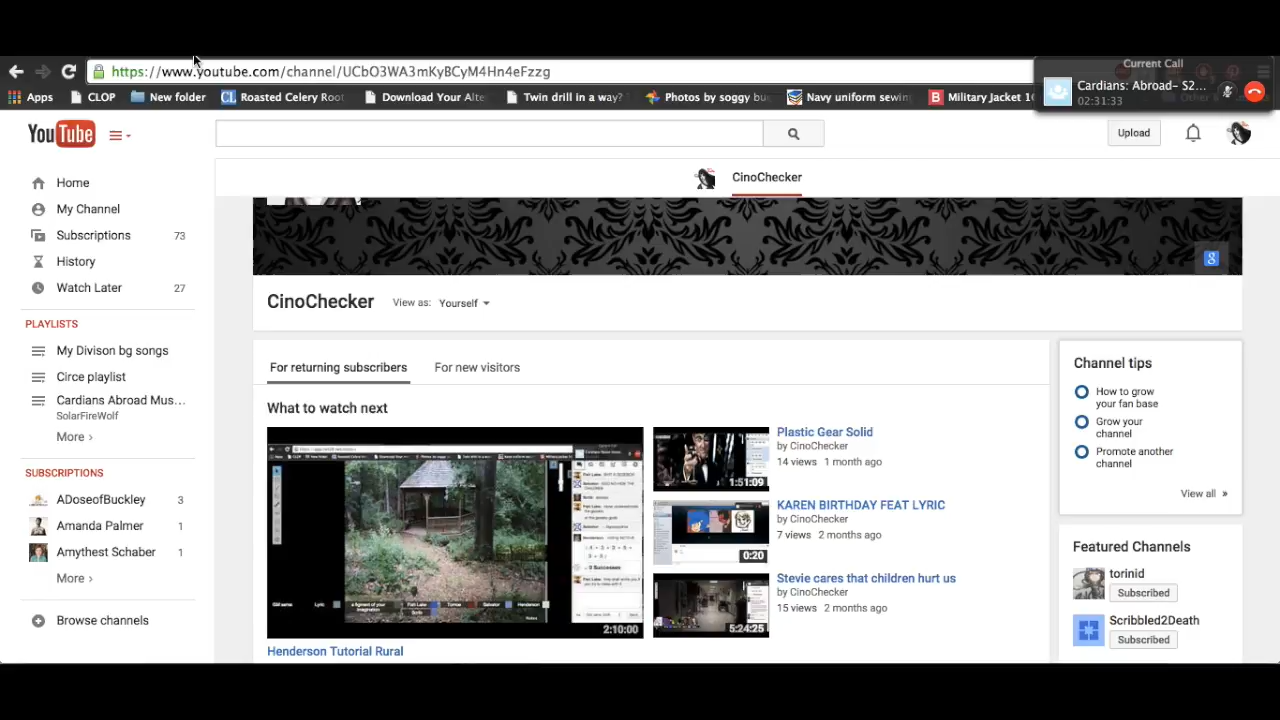 https://www.youtube.com/channel/UCbO3WA3mKyBCyM4Hn4eFzzg
Current Call
Cardians: Abroad- S2...
02:31:33
Apps
CLOP
New folder
CL Roasted Celery Root
Download Your Alte
Twin drill in a way?
Photos by soggy bu
Navy uniform sewin
B Military Jacket 10
YouTube
Upload
CinoChecker
Home
My Channel
Subscriptions 73
History
Watch Later 27
PLAYLISTS
My Divison bg songs
Circe playlist
Cardians Abroad Mus...
SolarFireWolf
More ›
SUBSCRIPTIONS
ADoseofBuckley 3
Amanda Palmer 1
Amythest Schaber 1
More ›
Browse channels
CinoChecker View as: Yourself
For returning subscribers For new visitors
What to watch next
2:10:00
Henderson Tutorial Rural
Plastic Gear Solid
by CinoChecker
14 views 1 month ago
1:51:09
KAREN BIRTHDAY FEAT LYRIC
by CinoChecker
7 views 2 months ago
0:20
Stevie cares that children hurt us
by CinoChecker
15 views 2 months ago
5:24:25
Channel tips
How to grow
your fan base
Grow your
channel
Promote another
channel
View all »
Featured Channels
torinid
Subscribed
Scribbled2Death
Subscribed